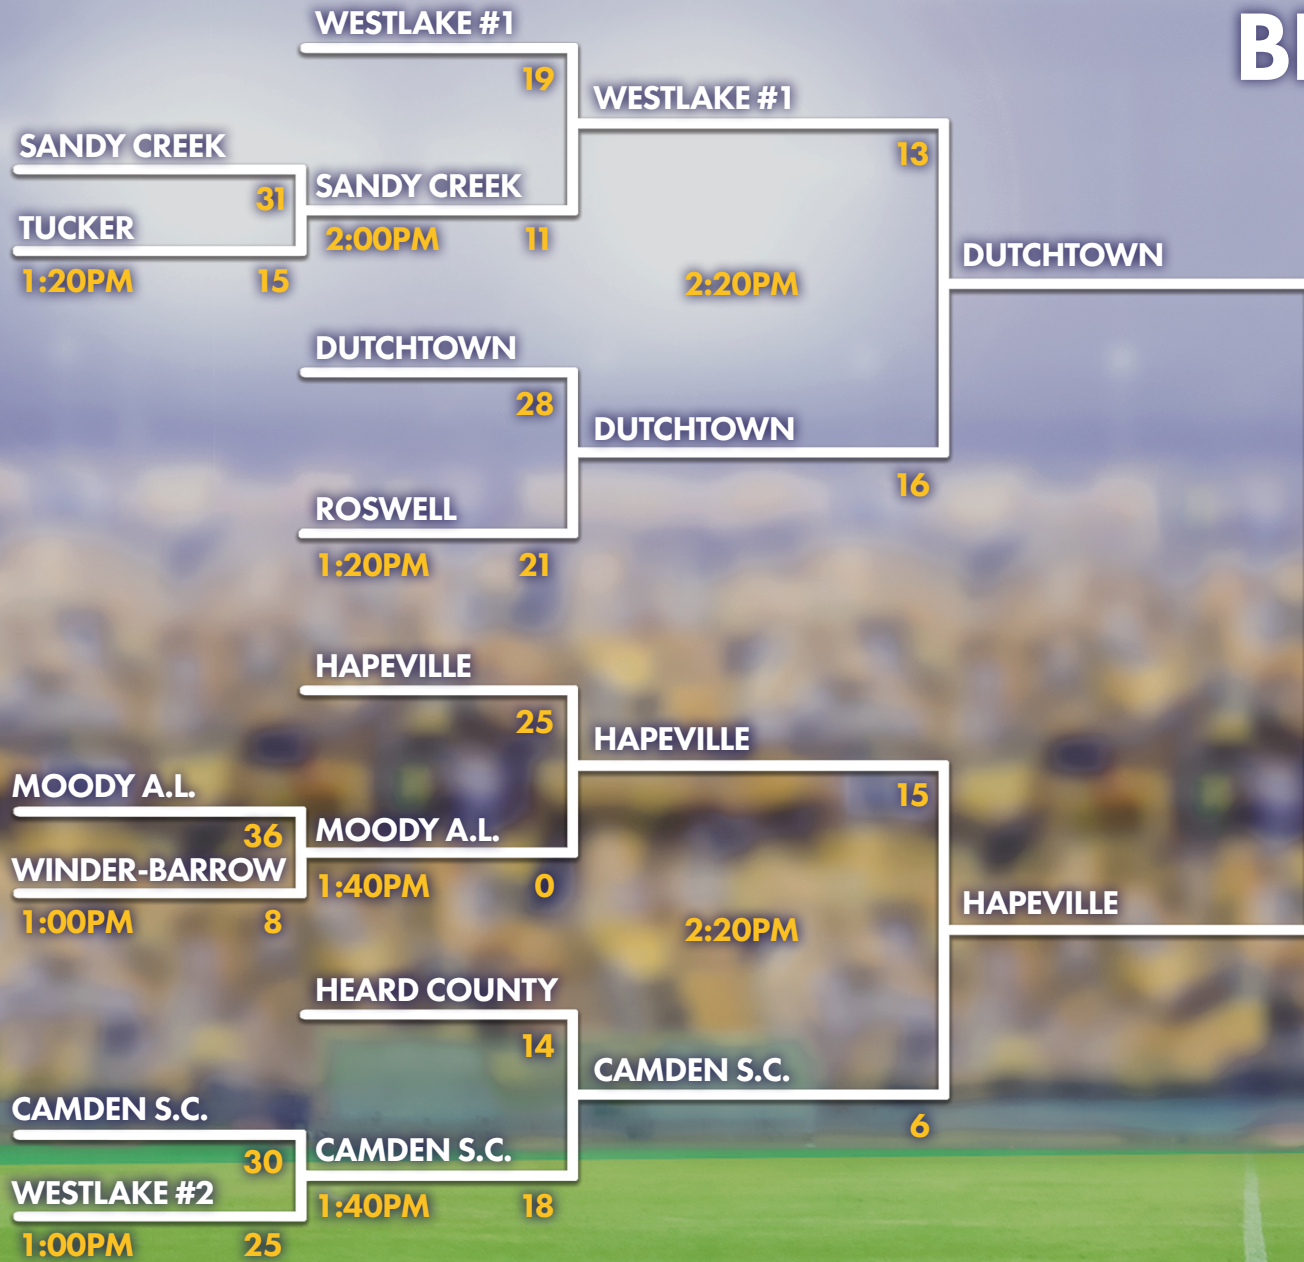 WESTLAKE #1
19
WESTLAKE #1
13
SANDY CREEK
31
SANDY CREEK
2:00PM 11
TUCKER
1:20PM 15
2:20PM
DUTCHTOWN
DUTCHTOWN
28
DUTCHTOWN
16
ROSWELL
1:20PM 21
HAPEVILLE
25
HAPEVILLE
15
MOODY A.L.
36
MOODY A.L.
1:40PM 0
WINDER-BARROW
1:00PM 8
2:20PM
HAPEVILLE
HEARD COUNTY
14
CAMDEN S.C.
6
CAMDEN S.C.
30
CAMDEN S.C.
1:40PM 18
WESTLAKE #2
1:00PM 25